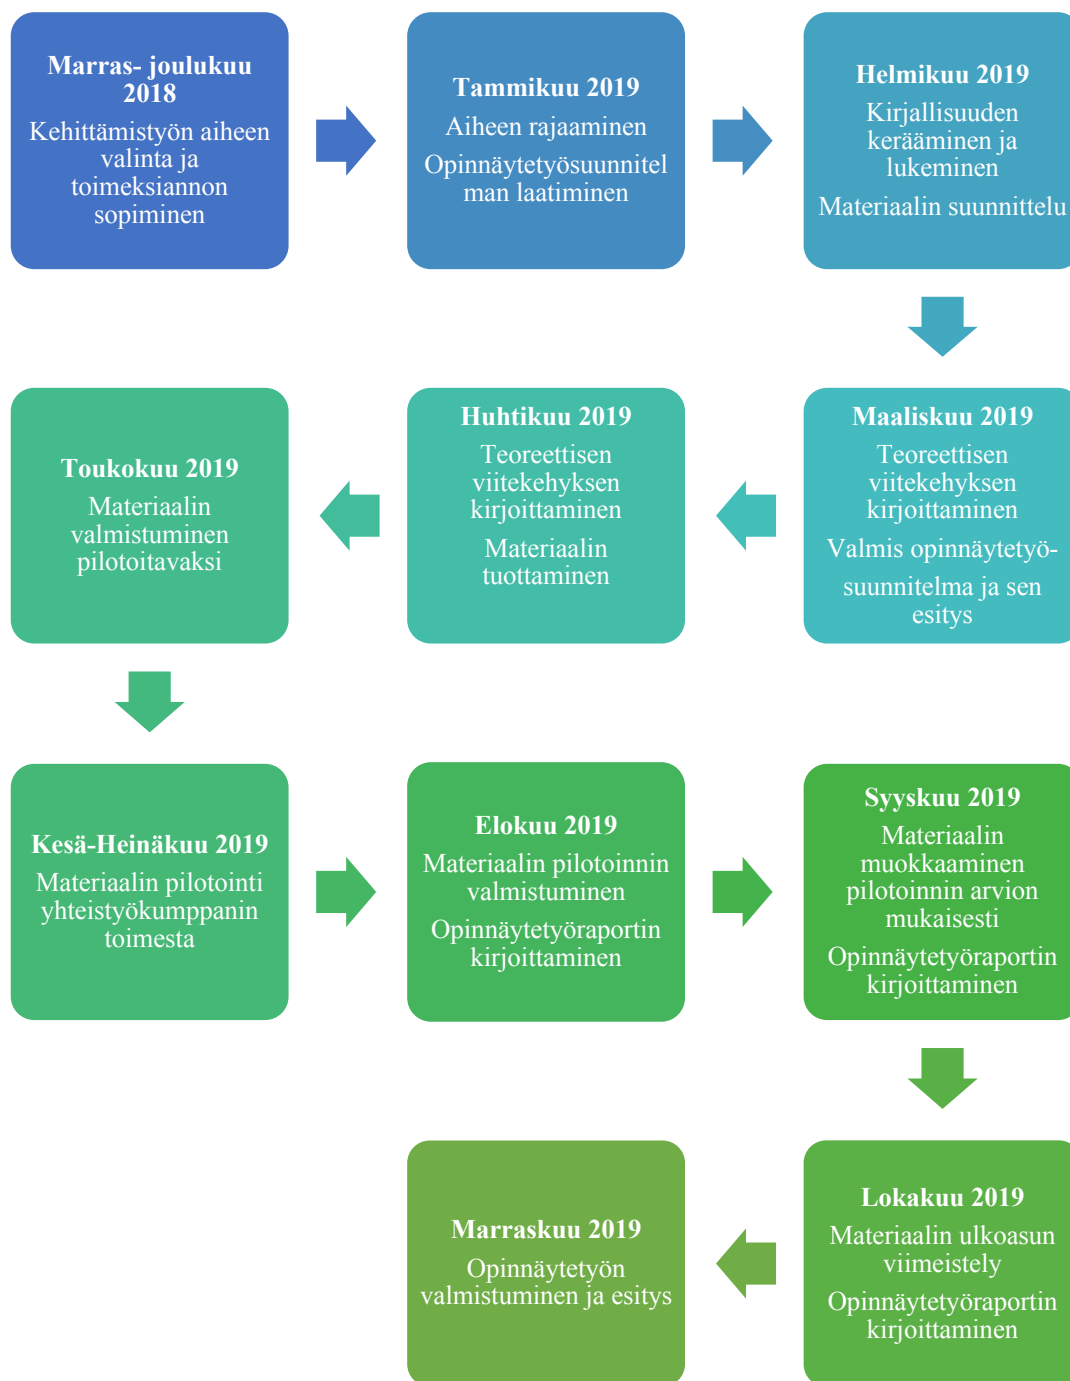 Marras- joulukuu
2018
Kehittämistyön aiheen
valinta ja
toimeksiannon
sopiminen
Tammikuu 2019
Aiheen rajaaminen
Opinnäytetyösuunnitel
man laatiminen
Helmikuu 2019
Kirjallisuuden
kerääminen ja
lukeminen
Materiaalin suunnittelu
Maaliskuu 2019
Teoreettisen
viitekehyksen
kirjoittaminen
Valmis opinnäytetyö-
suunnitelma ja sen
esitys
Huhtikuu 2019
Teoreettisen
viitekehyksen
kirjoittaminen
Materiaalin
tuottaminen
Toukokuu 2019
Materiaalin
valmistuminen
pilotoitavaksi
Kesä-Heinäkuu 2019
Materiaalin pilotointi
yhteistyökumppanin
toimesta
Elokuu 2019
Materiaalin pilotoinnin
valmistuminen
Opinnäytetyöraportin
kirjoittaminen
Syyskuu 2019
Materiaalin
muokkaaminen
pilotoinnin arvion
mukaisesti
Opinnäytetyöraportin
kirjoittaminen
Lokakuu 2019
Materiaalin ulkoasun
viimeistely
Opinnäytetyöraportin
kirjoittaminen
Marraskuu 2019
Opinnäytetyön
valmistuminen ja esitys